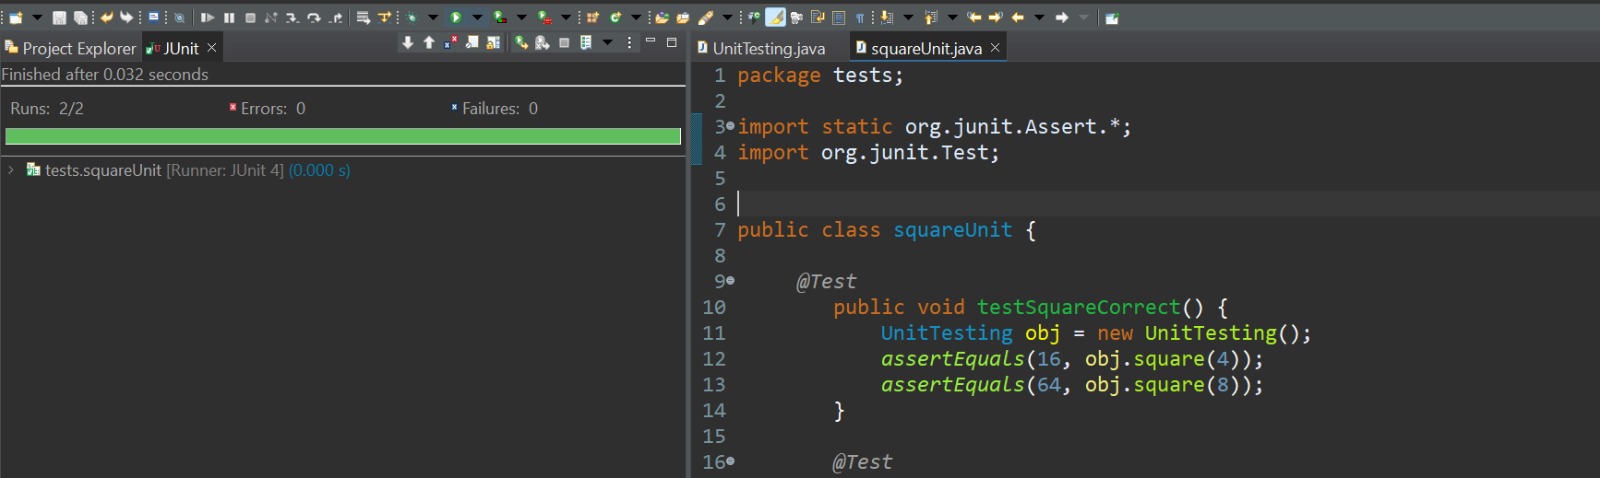 Project Explorer JUnit
Finished after 0.032 seconds
Runs: 2/2 Errors: 0 Failures: 0
tests.squareUnit [Runner: JUnit 4] (0.000 s)
UnitTesting.java squareUnit.java
1 package tests;
2
3 import static org.junit.Assert.*;
4 import org.junit.Test;
5
6
7 public class squareUnit {
8
9 @Test
10 public void testSquareCorrect() {
11 UnitTesting obj = new UnitTesting();
12 assertEquals(16, obj.square(4));
13 assertEquals(64, obj.square(8));
14 }
15
16 @Test